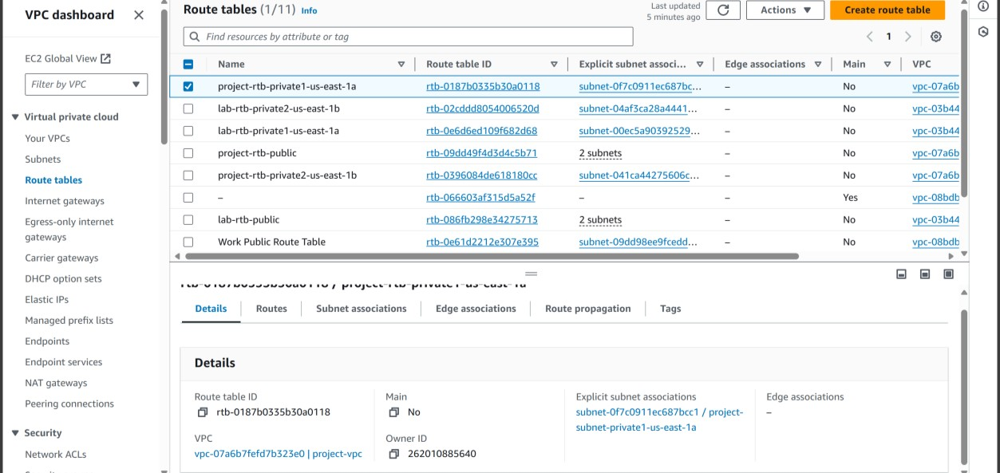 VPC dashboard
EC2 Global View
Filter by VPC
Virtual private cloud
Your VPCs
Subnets
Route tables
Internet gateways
Egress-only internet
gateways
Carrier gateways
DHCP option sets
Elastic IPs
Managed prefix lists
Endpoints
Endpoint services
NAT gateways
Peering connections
Security
Network ACLs
Route tables (1/11) Info
Last updated
5 minutes ago
Actions
Create route table
Find resources by attribute or tag
1
Name Route table ID Explicit subnet associ... Edge associations Main VPC
project-rtb-private1-us-east-1a rtb-0187b0335b30a0118 subnet-0f7c0911ec687bc... – No vpc-07a6b
lab-rtb-private2-us-east-1b rtb-02cddd8054006520d subnet-04af3ca28a4441... – No vpc-03b44
lab-rtb-private1-us-east-1a rtb-0e6d6ed109f682d68 subnet-00ec5a90392529... – No vpc-03b44
project-rtb-public rtb-09dd49f4d3d4c5b71 2 subnets – No vpc-07a6b
project-rtb-private2-us-east-1b rtb-0396084de618180cc subnet-041ca44275606c... – No vpc-07a6b
– rtb-066603af315d5a52f – – Yes vpc-08bdb
lab-rtb-public rtb-086fb298e34275713 2 subnets – No vpc-03b44
Work Public Route Table rtb-0e61d2212e307e395 subnet-09dd98ee9fcedd... – No vpc-08bdb
rtb-0187b0335b30a0118 / project-rtb-private1-us-east-1a
Details Routes Subnet associations Edge associations Route propagation Tags
Details
Route table ID
rtb-0187b0335b30a0118
Main
No
Explicit subnet associations
subnet-0f7c0911ec687bcc1 / project-
subnet-private1-us-east-1a
Edge associations
–
VPC
vpc-07a6b7fefd7b323e0 | project-vpc
Owner ID
262010885640